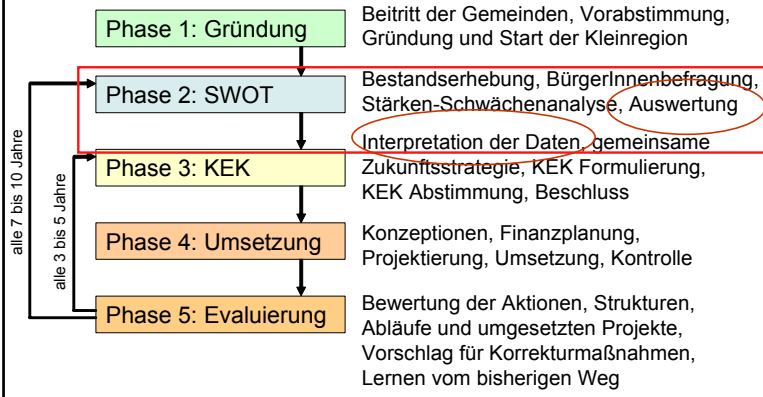 Phase 1: Gründung
Beitritt der Gemeinden, Vorabstimmung,
Gründung und Start der Kleinregion
Phase 2: SWOT
Bestandserhebung, BürgerInnenbefragung,
Stärken-Schwächenanalyse, Auswertung
Phase 3: KEK
Interpretation der Daten, gemeinsame
Zukunftsstrategie, KEK Formulierung,
KEK Abstimmung, Beschluss
Phase 4: Umsetzung
Konzeptionen, Finanzplanung,
Projektierung, Umsetzung, Kontrolle
Phase 5: Evaluierung
Bewertung der Aktionen, Strukturen,
Abläufe und umgesetzten Projekte,
Vorschlag für Korrekturmaßnahmen,
Lernen vom bisherigen Weg
alle 7 bis 10 Jahre
alle 3 bis 5 Jahre